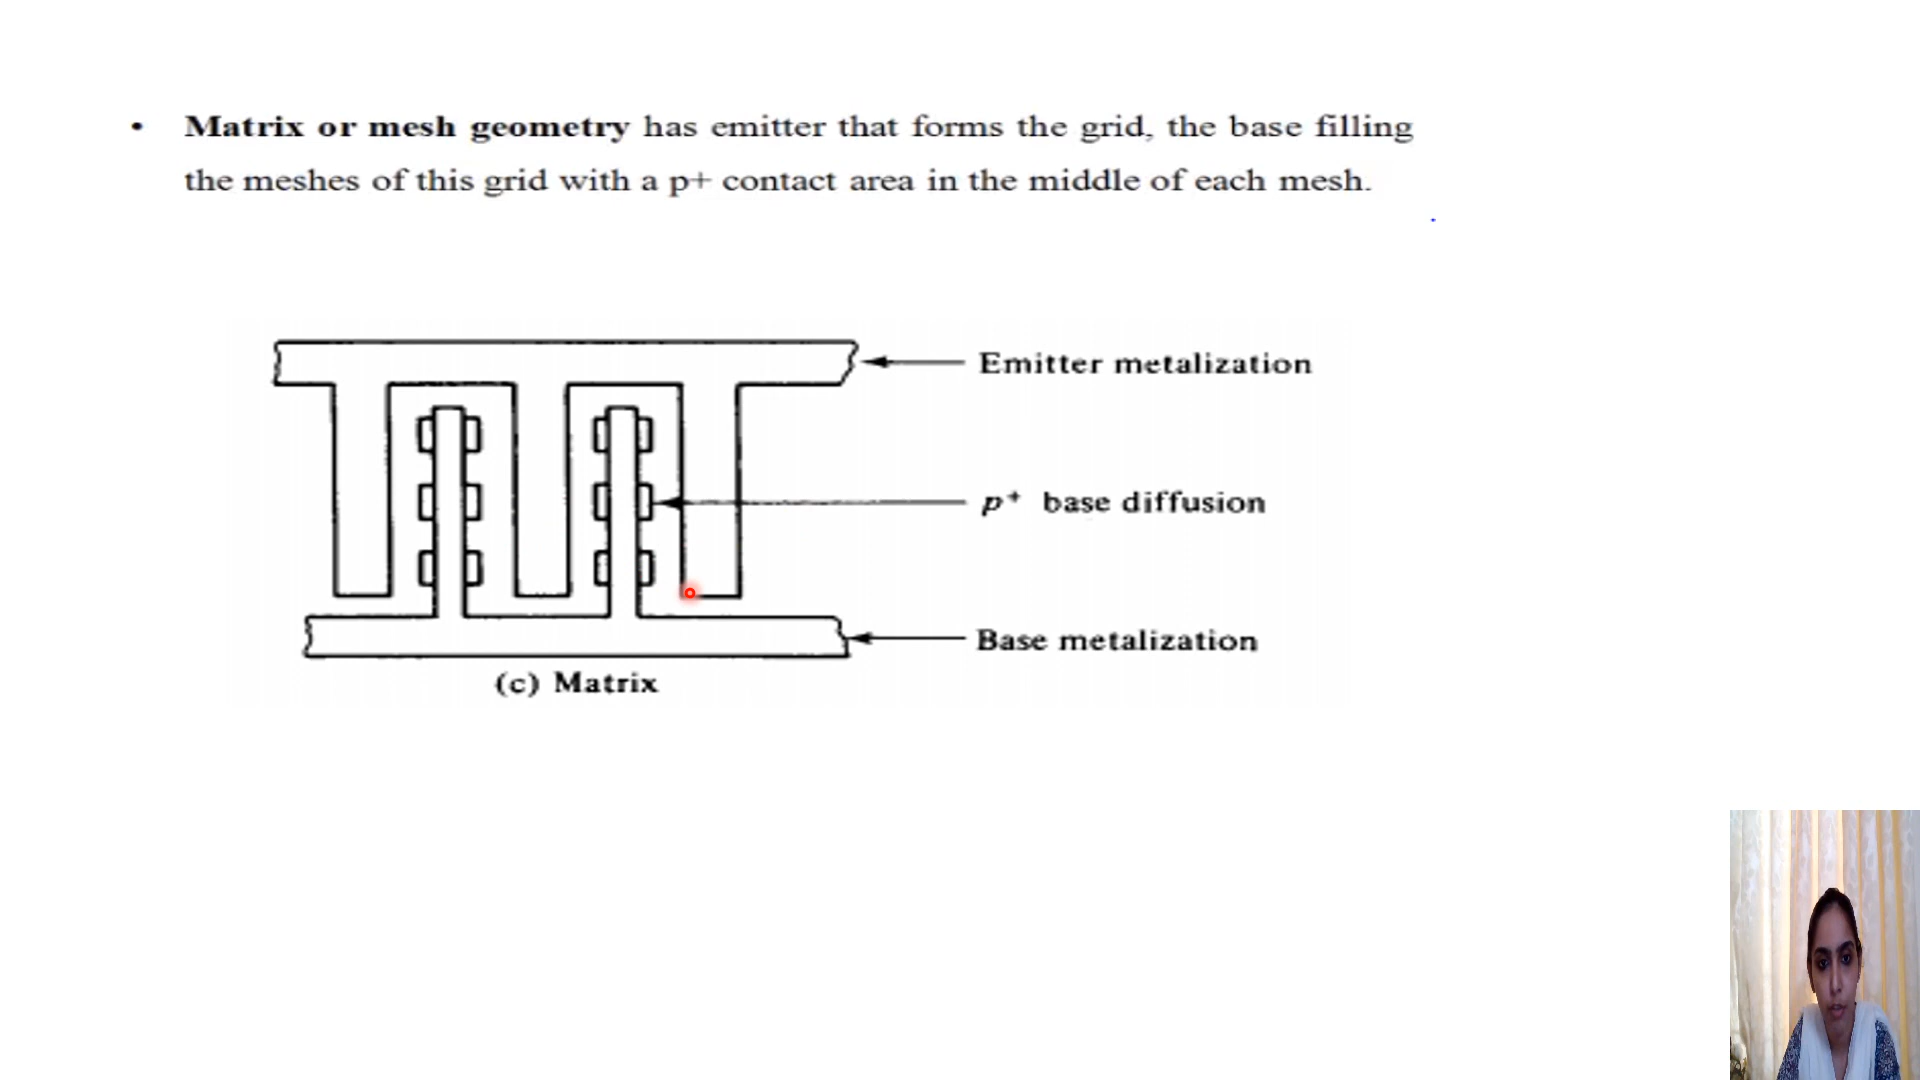 • Matrix or mesh geometry has emitter that forms the grid, the base filling
the meshes of this grid with a p+ contact area in the middle of each mesh.
Emitter metalization
p⁺ base diffusion
Base metalization
(c) Matrix